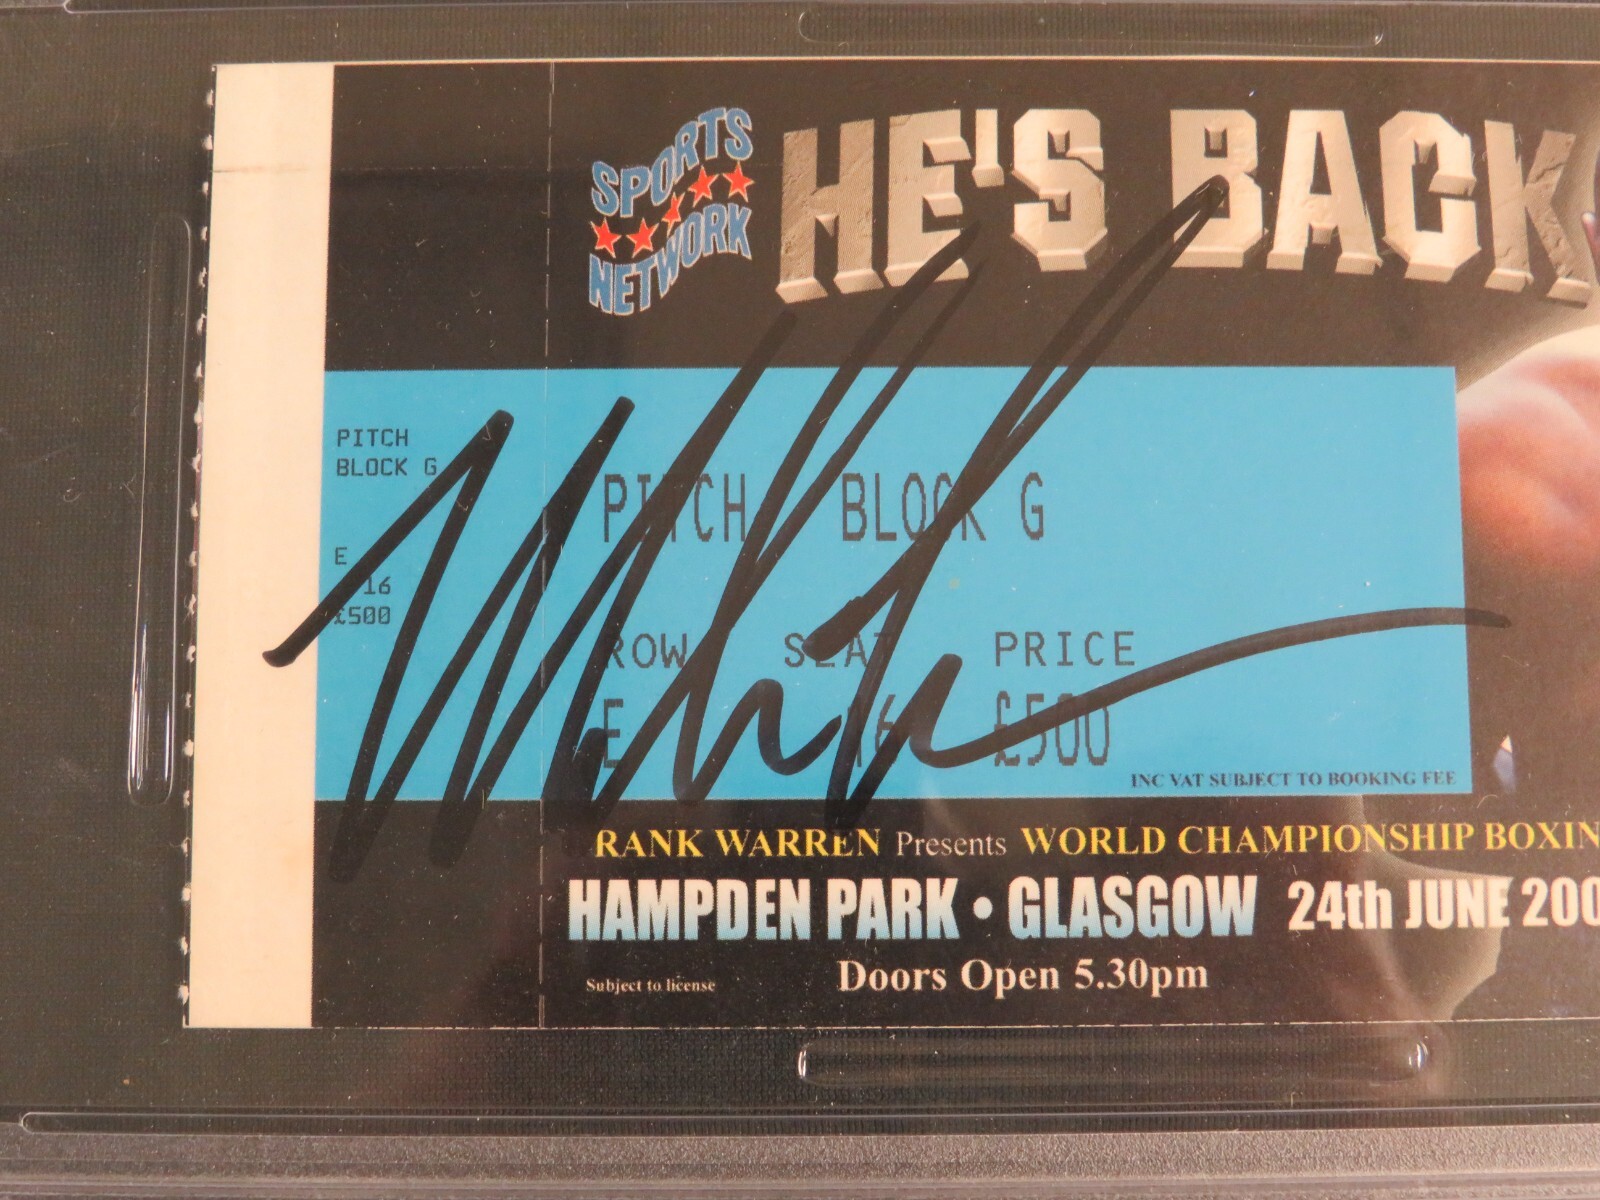 SPORTS
NETWORK
HE'S BACK
PITCH
BLOCK G
E
16
£500
PITCH BLOCK G
ROW SEAT PRICE
E 16 £500
INC VAT SUBJECT TO BOOKING FEE
RANK WARREN Presents WORLD CHAMPIONSHIP BOXIN
HAMPDEN PARK • GLASGOW 24th JUNE 200
Doors Open 5.30pm
Subject to license